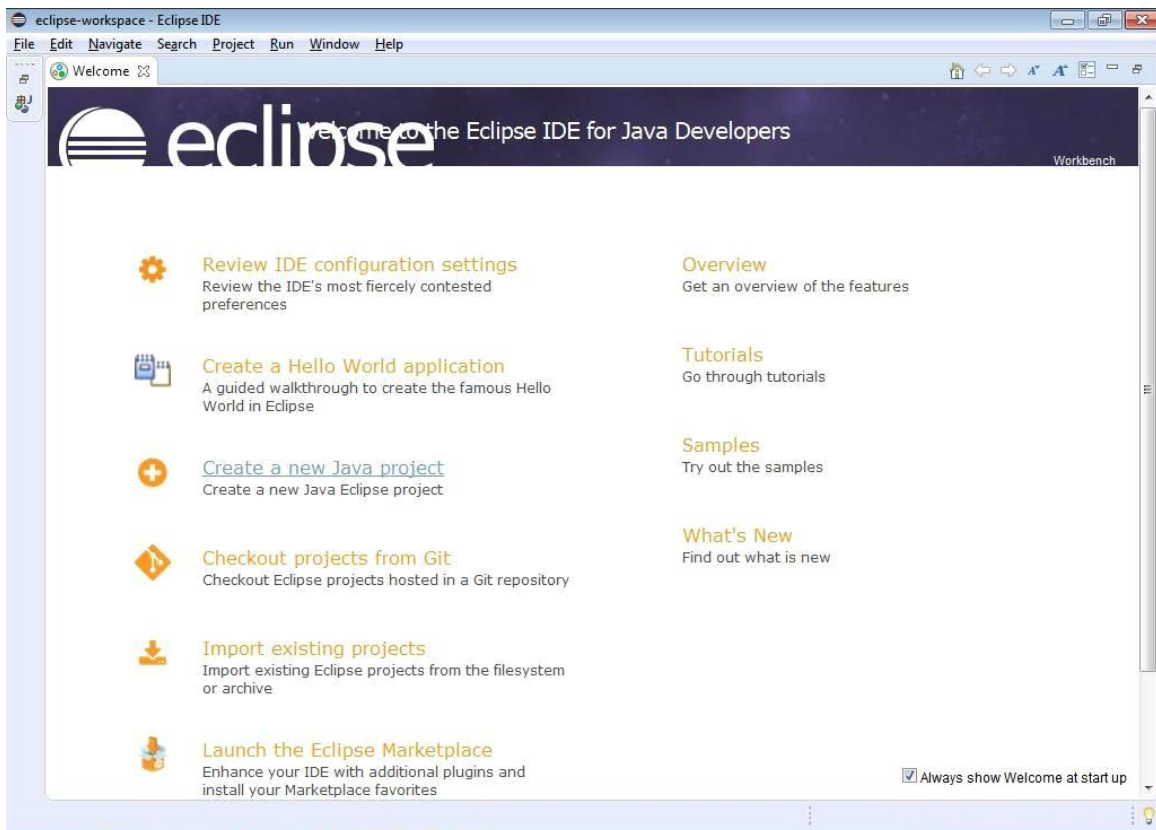 eclipse-workspace - Eclipse IDE
File Edit Navigate Search Project Run Window Help
Welcome
eclipse
Welcome to the Eclipse IDE for Java Developers
Workbench
Review IDE configuration settings
Review the IDE's most fiercely contested
preferences
Create a Hello World application
A guided walkthrough to create the famous Hello
World in Eclipse
Create a new Java project
Create a new Java Eclipse project
Checkout projects from Git
Checkout Eclipse projects hosted in a Git repository
Import existing projects
Import existing Eclipse projects from the filesystem
or archive
Launch the Eclipse Marketplace
Enhance your IDE with additional plugins and
install your Marketplace favorites
Overview
Get an overview of the features
Tutorials
Go through tutorials
Samples
Try out the samples
What's New
Find out what is new
Always show Welcome at start up